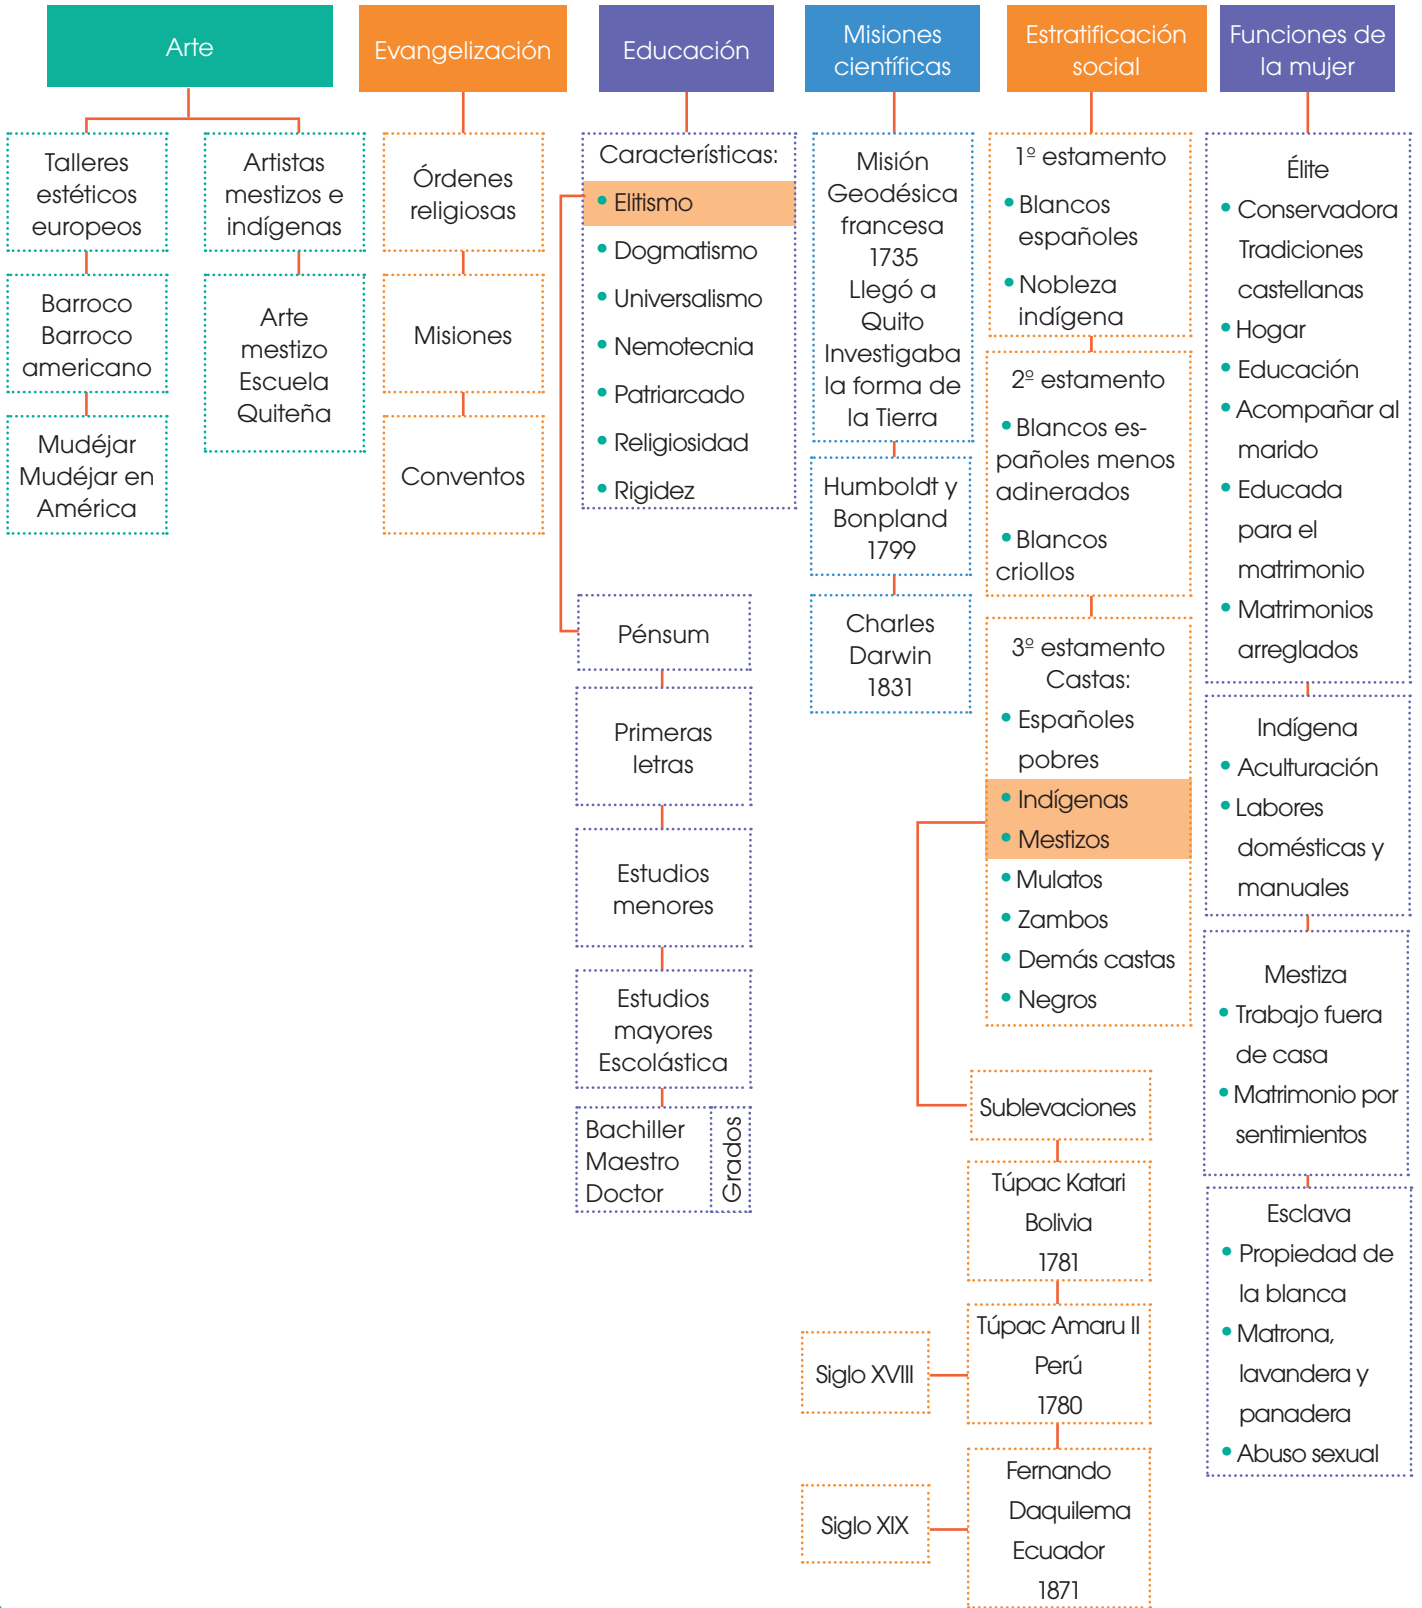 Arte
Talleres
estéticos
europeos
Barroco
Barroco
americano
Mudéjar
Mudéjar en
América
Artistas
mestizos e
indígenas
Arte
mestizo
Escuela
Quiteña
Evangelización
Órdenes
religiosas
Misiones
Conventos
Educación
Características:
• Elitismo
• Dogmatismo
• Universalismo
• Nemotecnia
• Patriarcado
• Religiosidad
• Rigidez
Pénsum
Primeras
letras
Estudios
menores
Estudios
mayores
Escolástica
Bachiller
Maestro
Doctor
Grados
Misiones
científicas
Misión
Geodésica
francesa
1735
Llegó a
Quito
Investigaba
la forma de
la Tierra
Humboldt y
Bonpland
1799
Charles
Darwin
1831
Estratificación
social
1º estamento
• Blancos
españoles
• Nobleza
indígena
2º estamento
• Blancos es-
pañoles menos
adinerados
• Blancos
criollos
3º estamento
Castas:
• Españoles
pobres
• Indígenas
• Mestizos
• Mulatos
• Zambos
• Demás castas
• Negros
Sublevaciones
Túpac Katari
Bolivia
1781
Siglo XVIII
Túpac Amaru II
Perú
1780
Siglo XIX
Fernando
Daquilema
Ecuador
1871
Funciones de
la mujer
Élite
• Conservadora
Tradiciones
castellanas
• Hogar
• Educación
• Acompañar al
marido
• Educada
para el
matrimonio
• Matrimonios
arreglados
Indígena
• Aculturación
• Labores
domésticas y
manuales
Mestiza
• Trabajo fuera
de casa
• Matrimonio por
sentimientos
Esclava
• Propiedad de
la blanca
• Matrona,
lavandera y
panadera
• Abuso sexual